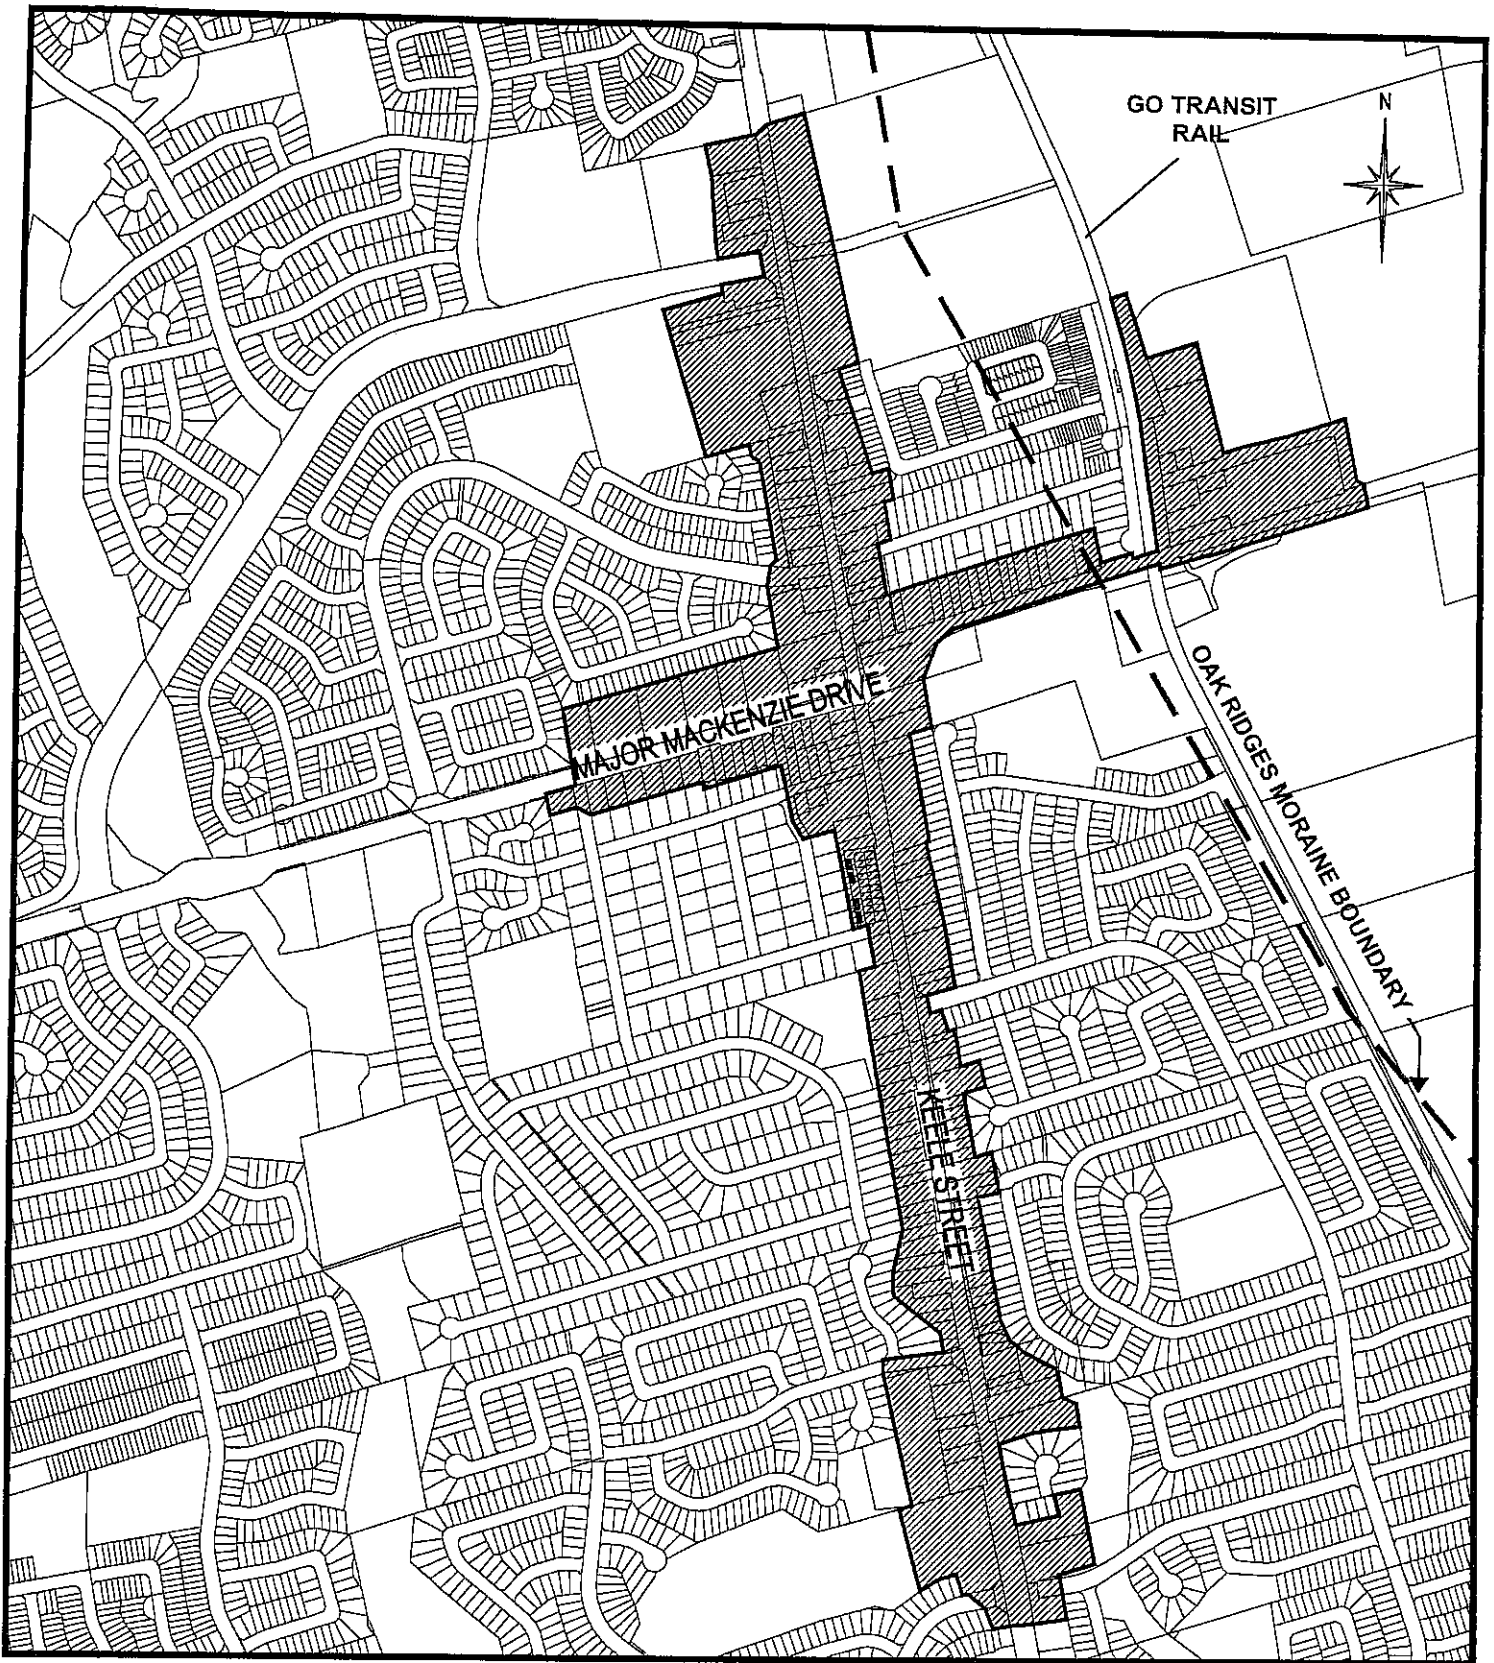 GO TRANSIT
RAIL
N
OAK RIDGES MORAINE BOUNDARY
MAJOR MACKENZIE DRIVE
KEELE STREET